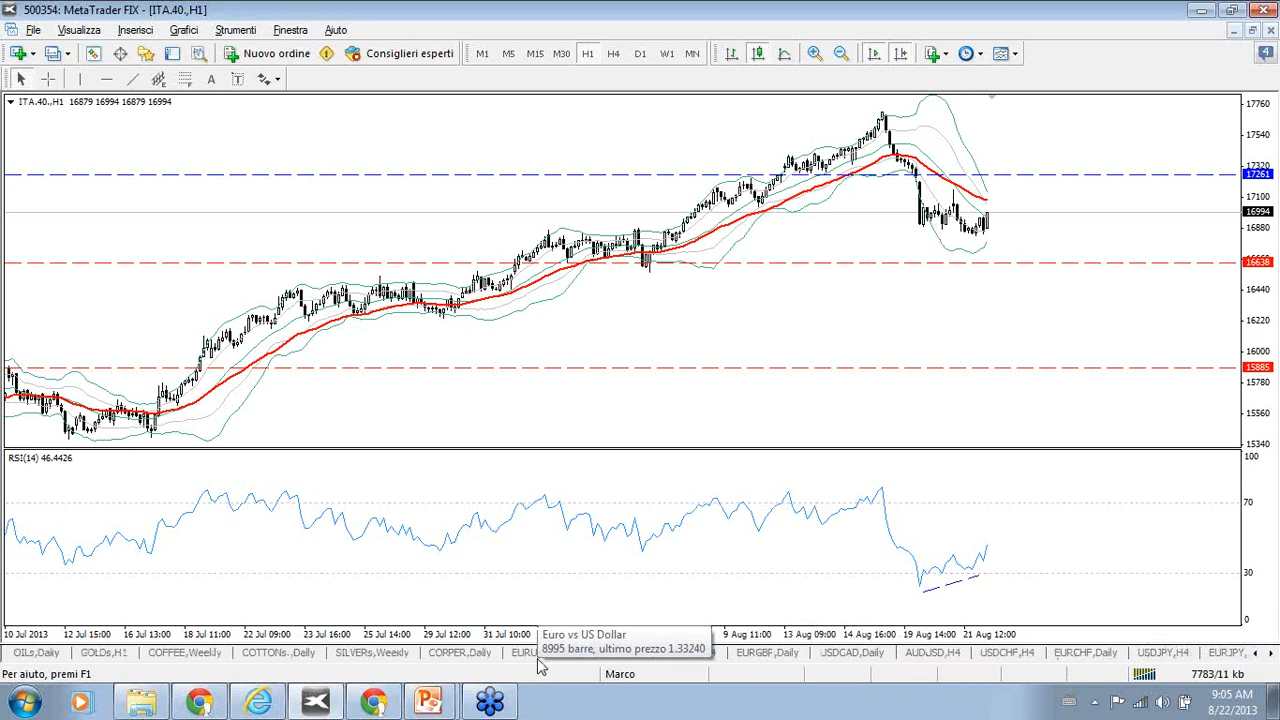 500354: MetaTrader FIX - [ITA.40.,H1]
File Visualizza Inserisci Grafici Strumenti Finestra Aiuto
Nuovo ordine Consiglieri esperti M1 M5 M15 M30 H1 H4 D1 W1 MN 4
A T
ITA.40.,H1 16879 16994 16879 16994
17760
17540
17320
17261
17100
16994
16880
16638
16440
16220
16000
15885
15780
15560
15340
RSI(14) 46.4426
100
70
30
0
10 Jul 2013 12 Jul 15:00 16 Jul 13:00 18 Jul 11:00 22 Jul 09:00 23 Jul 16:00 25 Jul 14:00 29 Jul 12:00 31 Jul 10:00 9 Aug 11:00 13 Aug 09:00 14 Aug 16:00 19 Aug 14:00 21 Aug 12:00
Euro vs US Dollar
8995 barre, ultimo prezzo 1.33240
OILs,Daily GOLDs,H1 COFFEE,Weekly COTTONs.,Daily SILVERs,Weekly CORPER,Daily EURGBF,Daily USDCAD,Daily AUDJSD,H4 USDCHF,H4 EURCHF,Daily USDJPY,H4 EURJPY,
Per aiuto, premi F1 Marco 7783/11 kb
9:05 AM
8/22/2013